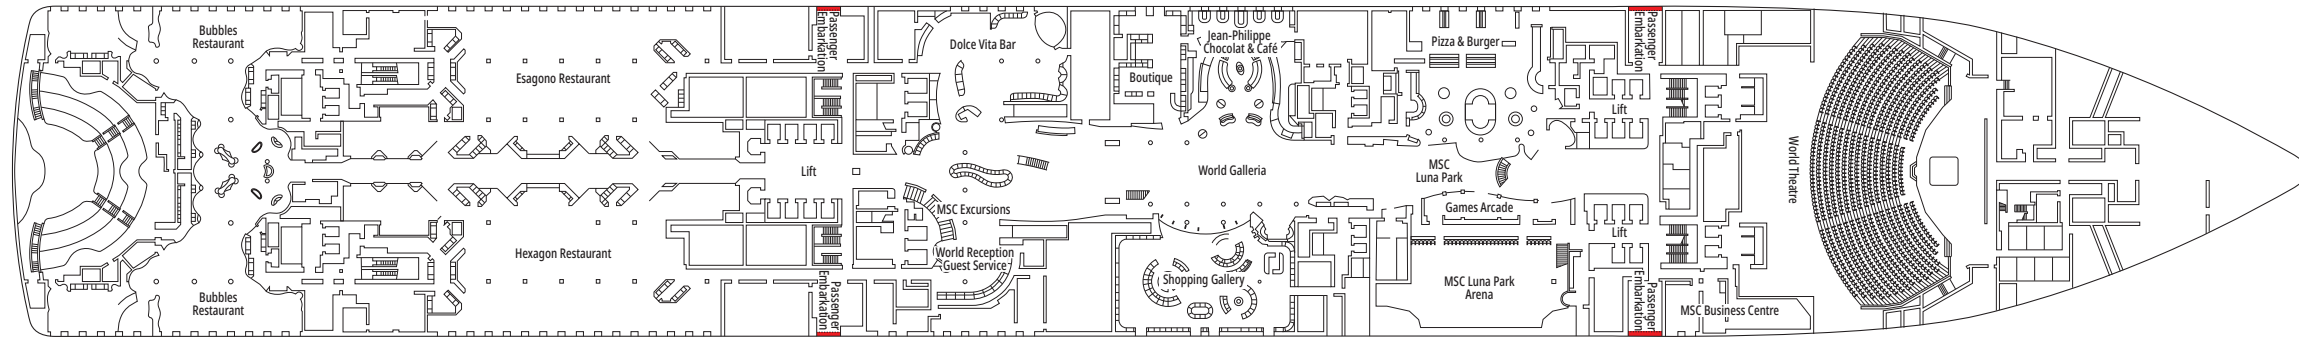 Bubbles
Restaurant
Esagono Restaurant
Passenger
Embarkation
Dolce Vita Bar
Boutique
Jean-Philippe
Chocolat & Café
Pizza & Burger
Passenger
Embarkation
Lift
Lift
World Galleria
MSC
Luna Park
World Theatre
MSC Excursions
Games Arcade
Lift
Hexagon Restaurant
World Reception
Guest Service
Shopping Gallery
MSC Luna Park
Arena
Bubbles
Restaurant
Passenger
Embarkation
Passenger
Embarkation
MSC Business Centre